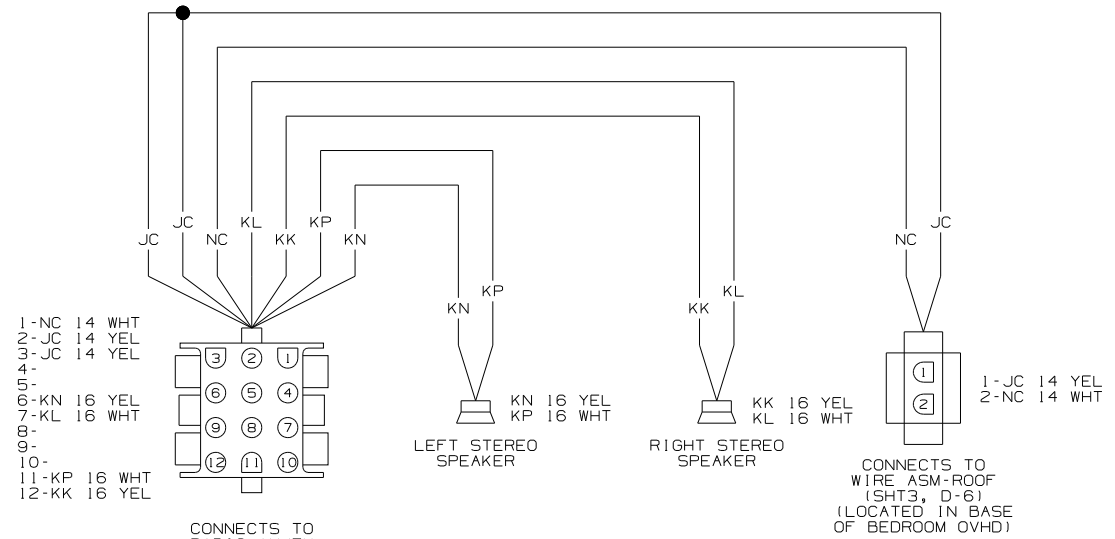 JC
JC
NC
KL
KK
KP
KN
KN
KP
KK
KL
NC
JC
1-NC 14 WHT
2-JC 14 YEL
3-JC 14 YEL
4-
5-
6-KN 16 YEL
7-KL 16 WHT
8-
9-
10-
11-KP 16 WHT
12-KK 16 YEL
3 2 1
6 5 4
9 8 7
12 11 10
CONNECTS TO
KN 16 YEL
KP 16 WHT
LEFT STEREO
SPEAKER
KK 16 YEL
KL 16 WHT
RIGHT STEREO
SPEAKER
1
2
1-JC 14 YEL
2-NC 14 WHT
CONNECTS TO
WIRE ASM-ROOF
(SHT3, D-6)
(LOCATED IN BASE
OF BEDROOM OVHD)